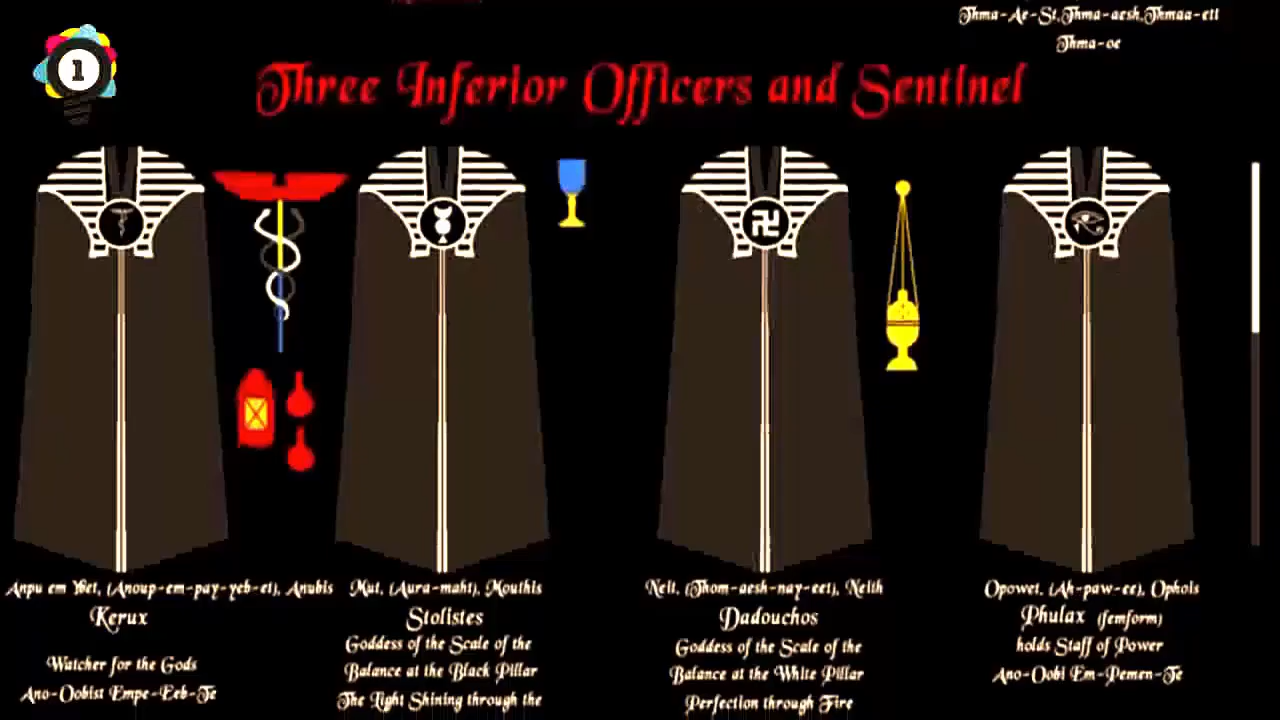 Thma-Ae-St,Thma-aesh,Thmaa-ett
Thma-oe
1
Three Inferior Officers and Sentinel
Anpu em Yeet, (Anoup-em-pay-yeb-et), Anubis
Kerux
Watcher for the Gods
Ano-Oobist Empe-Eeb-Te
Mut, (Aura-maht), Mouthis
Stolistes
Goddess of the Scale of the
Balance at the Black Pillar
The Light Shining through the
Neit, (Thom-aesh-nay-eet), Neith
Dadouchos
Goddess of the Scale of the
Balance at the White Pillar
Perfection through Fire
Opowet, (Ah-paw-ee), Ophois
Phulax (femform)
holds Staff of Power
Ano-Oobi Em-Pemen-Te